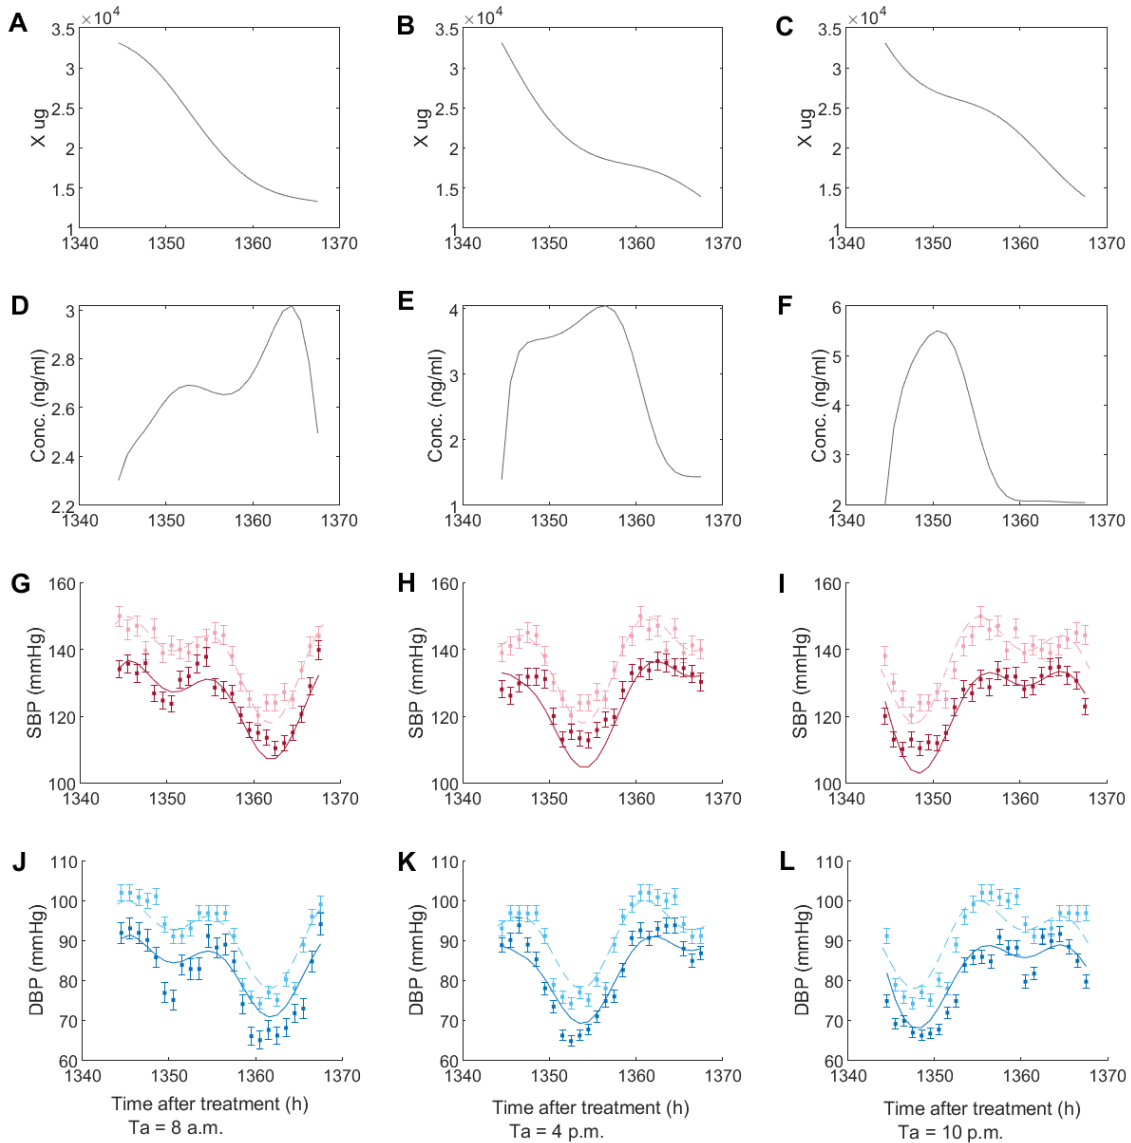 A
×10⁴
3.5
3
2.5
2
1.5
1
X ug
1340 1350 1360 1370
B
×10⁴
3.5
3
2.5
2
1.5
1
X ug
1340 1350 1360 1370
C
×10⁴
3.5
3
2.5
2
1.5
1
X ug
1340 1350 1360 1370
D
3
2.8
2.6
2.4
2.2
Conc. (ng/ml)
1340 1350 1360 1370
E
4
3
2
1
Conc. (ng/ml)
1340 1350 1360 1370
F
6
5
4
3
2
Conc. (ng/ml)
1340 1350 1360 1370
G
160
140
120
100
SBP (mmHg)
1340 1350 1360 1370
H
160
140
120
100
SBP (mmHg)
1340 1350 1360 1370
I
160
140
120
100
SBP (mmHg)
1340 1350 1360 1370
J
110
100
90
80
70
60
DBP (mmHg)
1340 1350 1360 1370
Time after treatment (h)
Ta = 8 a.m.
K
110
100
90
80
70
60
DBP (mmHg)
1340 1350 1360 1370
Time after treatment (h)
Ta = 4 p.m.
L
110
100
90
80
70
60
DBP (mmHg)
1340 1350 1360 1370
Time after treatment (h)
Ta = 10 p.m.